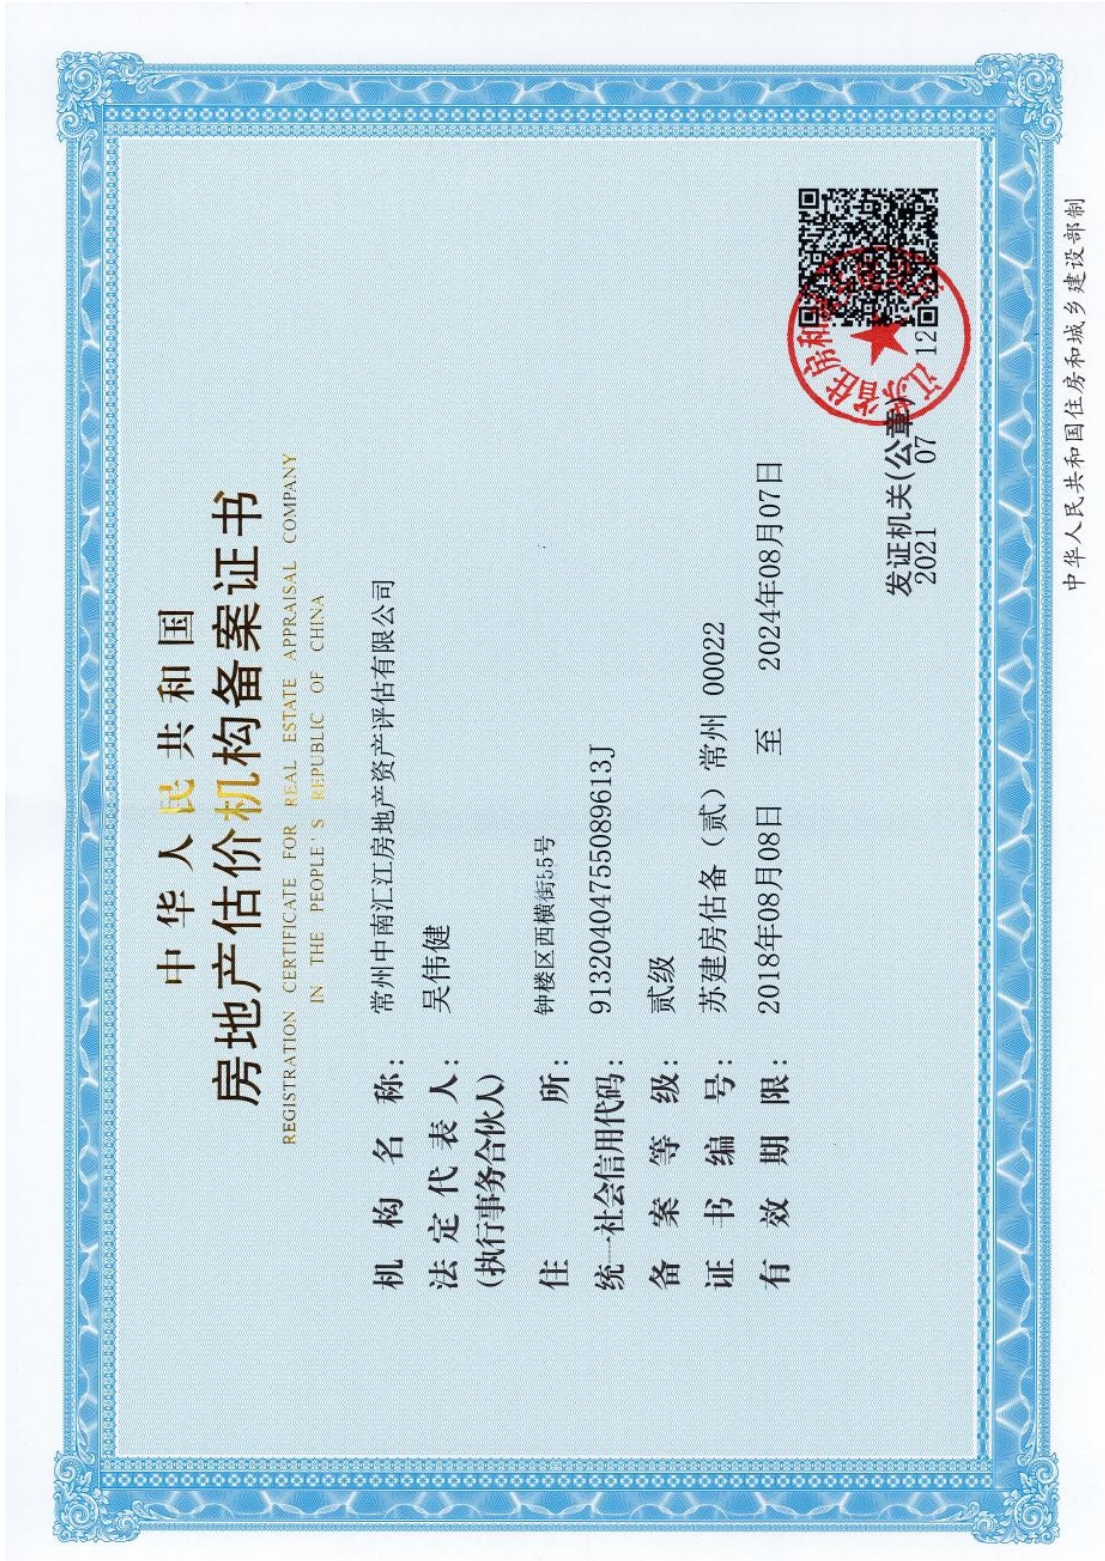 中华人民共和国
房地产估价机构备案证书
REGISTRATION CERTIFICATE FOR REAL ESTATE APPRAISAL COMPANY
IN THE PEOPLE'S REPUBLIC OF CHINA
机构名称：常州中南汇江房地产资产评估有限公司
法定代表人：吴伟健
(执行事务合伙人)
住所：钟楼区西横街55号
统一社会信用代码：91320404755089613J
备案等级：贰级
证书编号：苏建房估备（贰）常州 00022
有效期限：2018年08月08日 至 2024年08月07日
发证机关(公章)
2021 07 12
江苏省住房和
中华人民共和国住房和城乡建设部制